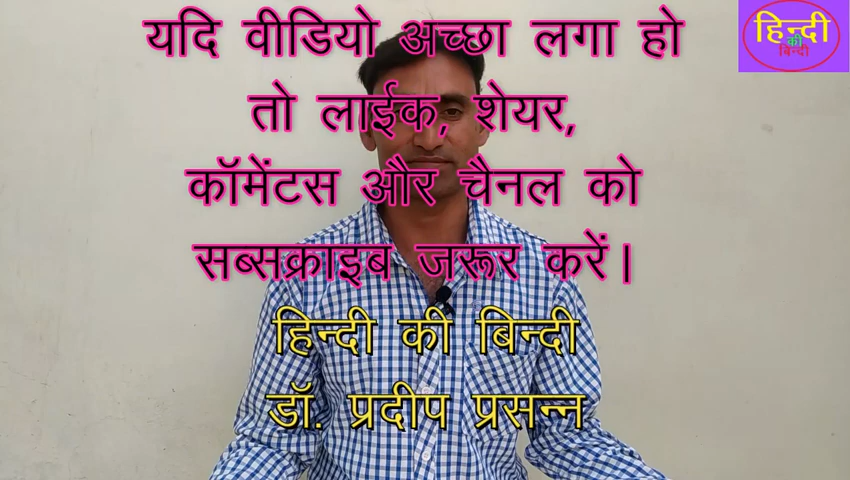 यदि वीडियो अच्छा लगा हो
तो लाईक, शेयर,
कॉमेंटस और चैनल को
सब्सक्राइब जरूर करें।
हिन्दी की बिन्दी
डॉ. प्रदीप प्रसन्न
हिन्दी
की
बिन्दी